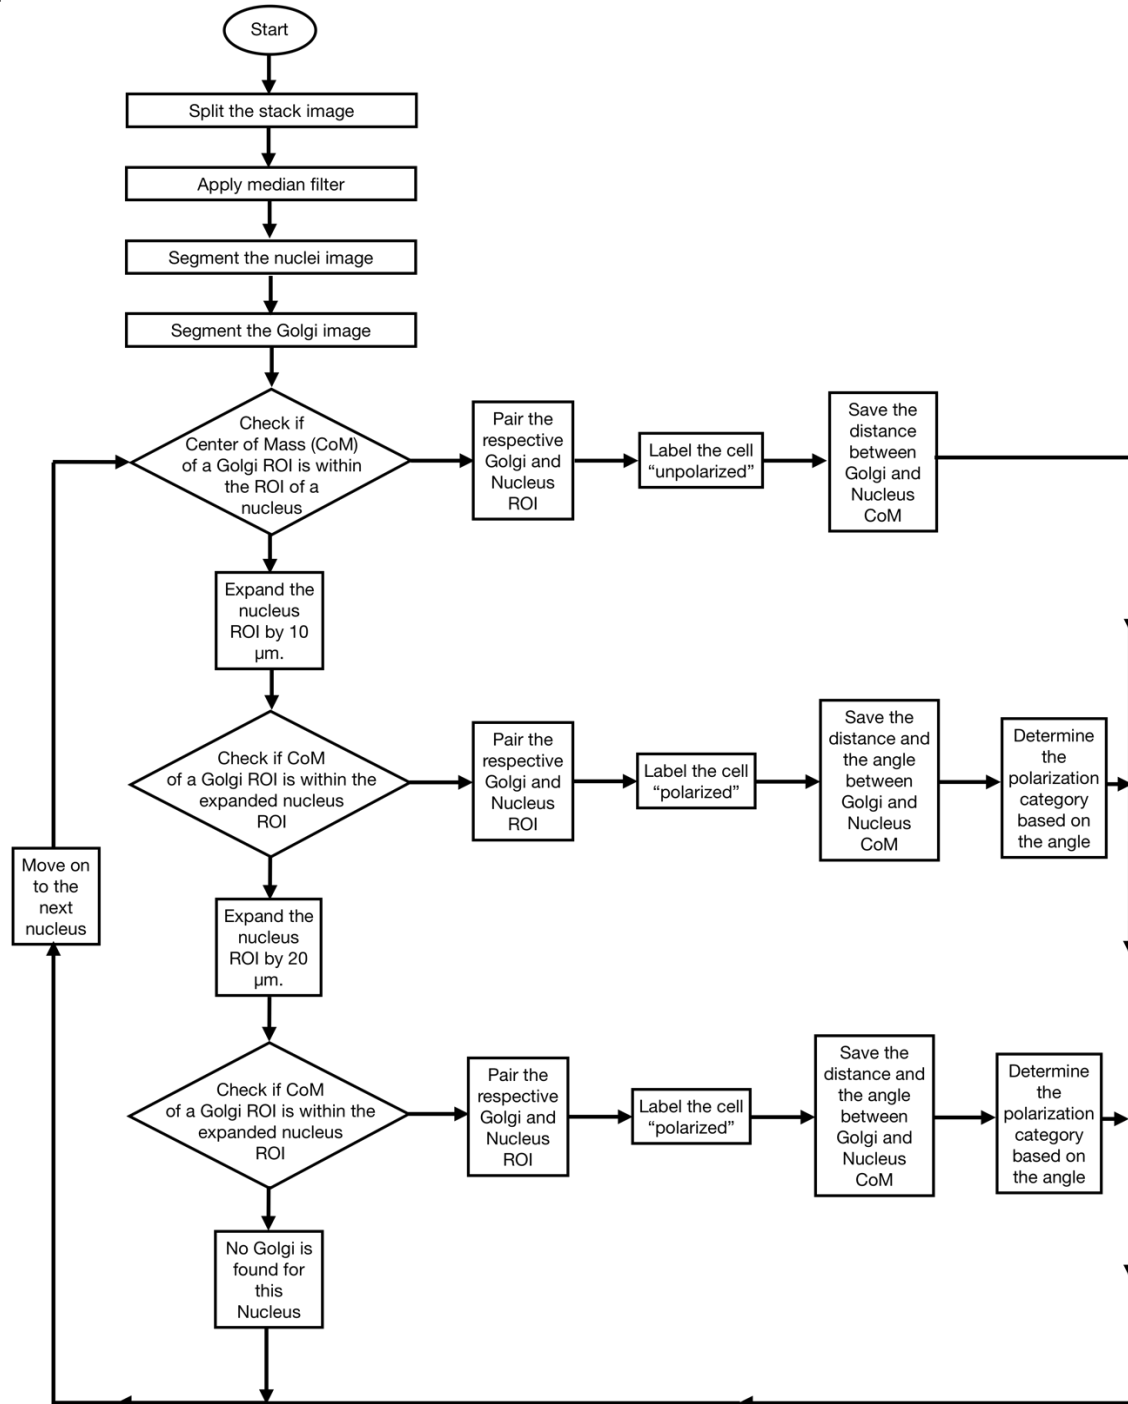 Start
Split the stack image
Apply median filter
Segment the nuclei image
Segment the Golgi image
Check if
Center of Mass (CoM)
of a Golgi ROI is within
the ROI of a
nucleus
Pair the
respective
Golgi and
Nucleus
ROI
Label the cell
“unpolarized”
Save the
distance
between
Golgi and
Nucleus
CoM
Expand the
nucleus
ROI by 10
µm.
Check if CoM
of a Golgi ROI is within the
expanded nucleus
ROI
Pair the
respective
Golgi and
Nucleus
ROI
Label the cell
“polarized”
Save the
distance and
the angle
between
Golgi and
Nucleus
CoM
Determine
the
polarization
category
based on
the angle
Move on
to the
next
nucleus
Expand the
nucleus
ROI by 20
µm.
Check if CoM
of a Golgi ROI is within the
expanded nucleus
ROI
Pair the
respective
Golgi and
Nucleus
ROI
Label the cell
“polarized”
Save the
distance and
the angle
between
Golgi and
Nucleus
CoM
Determine
the
polarization
category
based on
the angle
No Golgi is
found for
this
Nucleus